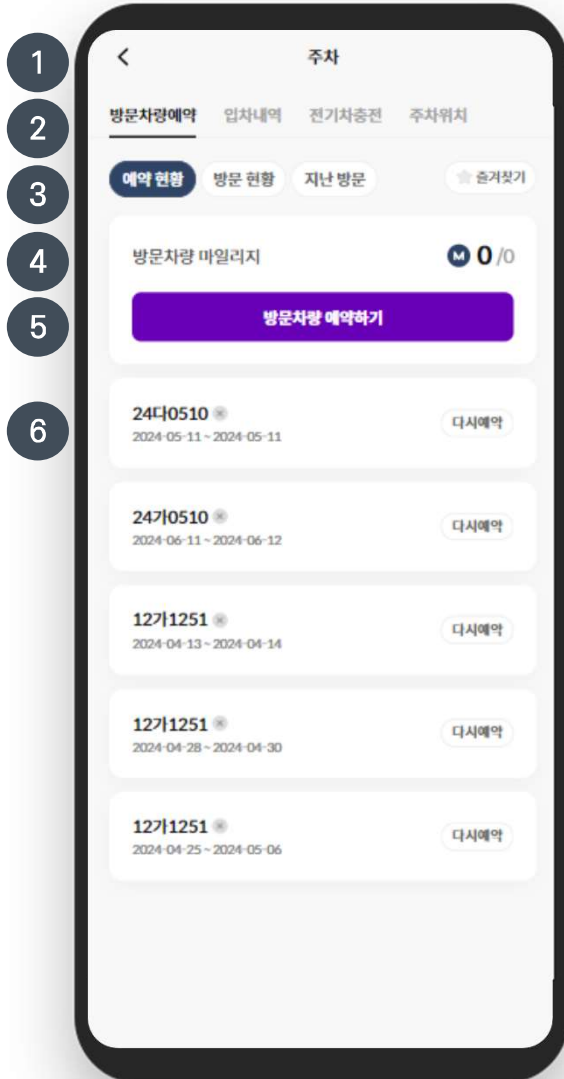 1
주차
2
방문차량예약 입차내역 전기차충전 주차위치
3
예약 현황 방문 현황 지난 방문 즐겨찾기
4
방문차량 마일리지 M 0 /0
5
방문차량 예약하기
6
24다0510
2024-05-11 ~ 2024-05-11
다시예약
24가0510
2024-06-11 ~ 2024-06-12
다시예약
12가1251
2024-04-13 ~ 2024-04-14
다시예약
12가1251
2024-04-28 ~ 2024-04-30
다시예약
12가1251
2024-04-25 ~ 2024-05-06
다시예약